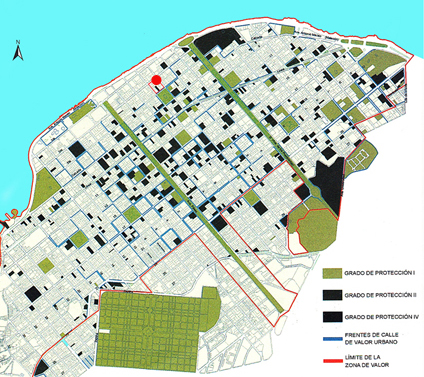 N
GRADO DE PROTECCIÓN I
GRADO DE PROTECCIÓN II
GRADO DE PROTECCIÓN IV
FRENTES DE CALLE
DE VALOR URBANO
LÍMITE DE LA
ZONA DE VALOR